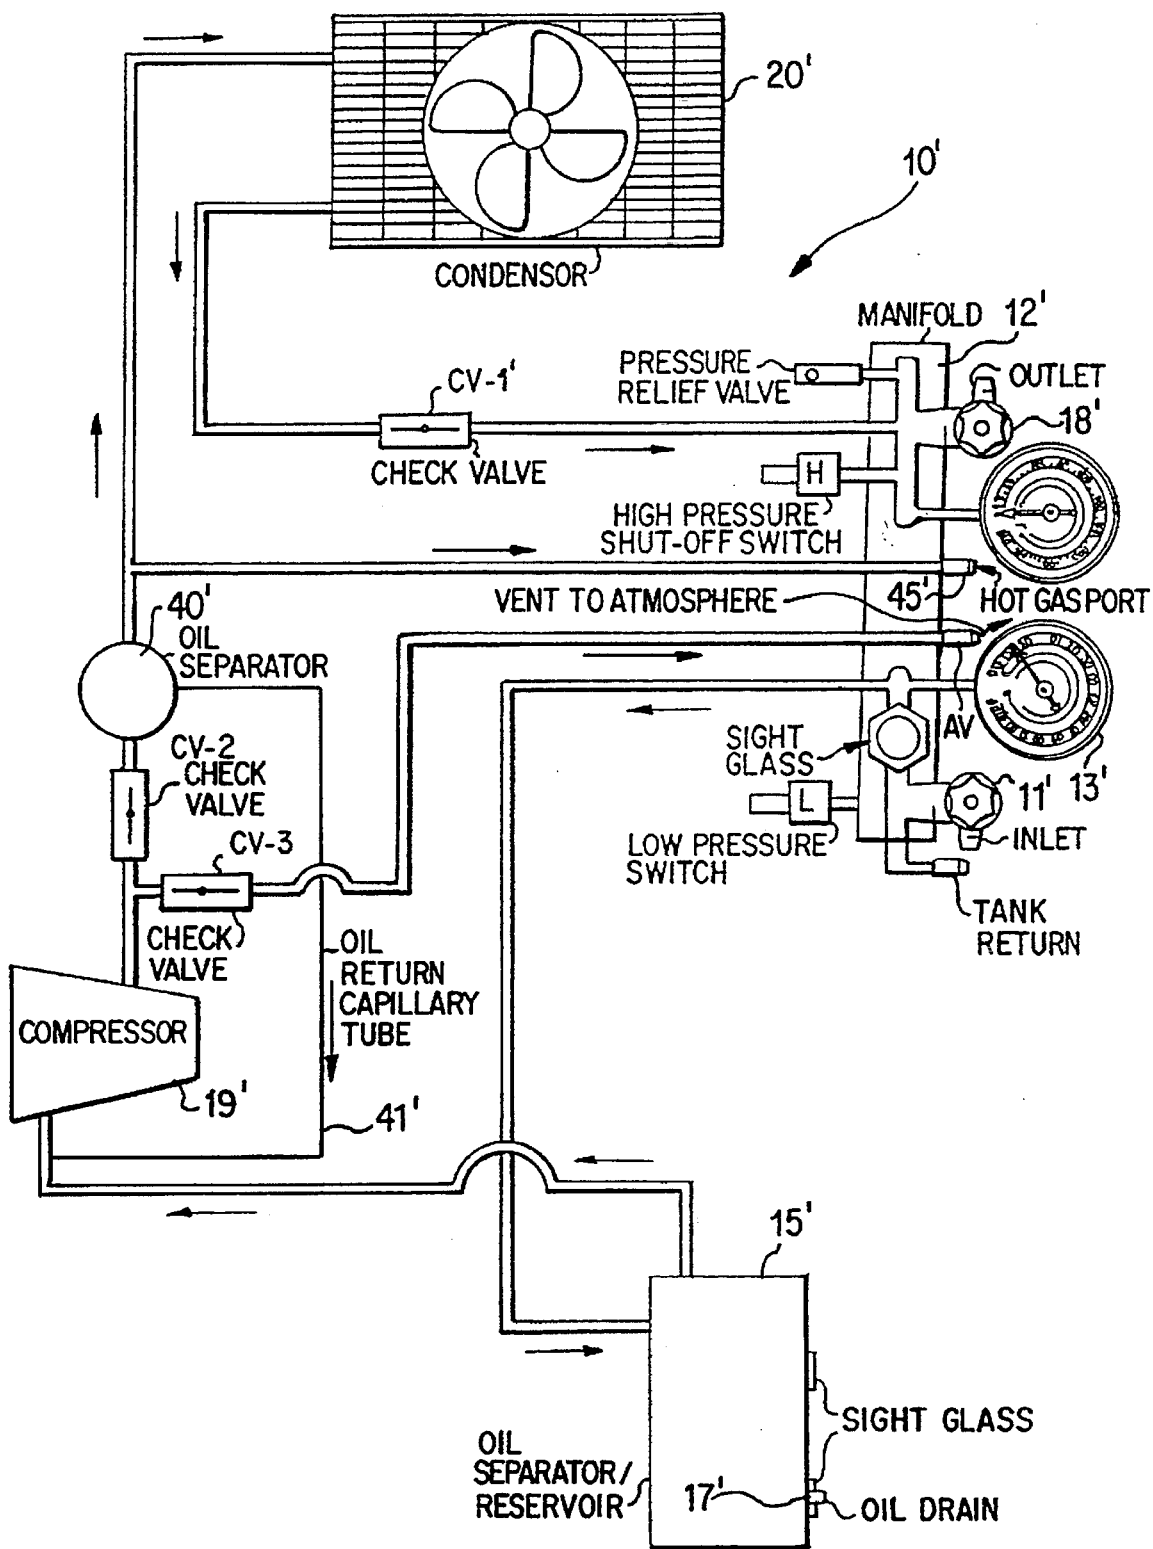 20'
10'
CONDENSOR
MANIFOLD
12'
PRESSURE
RELIEF VALVE
OUTLET
CV-1'
18'
CHECK VALVE
H
HIGH PRESSURE
SHUT-OFF SWITCH
45'
HOT GAS PORT
VENT TO ATMOSPHERE
40'
OIL
SEPARATOR
AV
SIGHT
GLASS
13'
CV-2
CHECK
VALVE
L
11'
INLET
LOW PRESSURE
SWITCH
CV-3
TANK
RETURN
CHECK
VALVE
OIL
RETURN
CAPILLARY
TUBE
COMPRESSOR
19'
41'
15'
SIGHT GLASS
OIL
SEPARATOR/
RESERVOIR
17'
OIL DRAIN